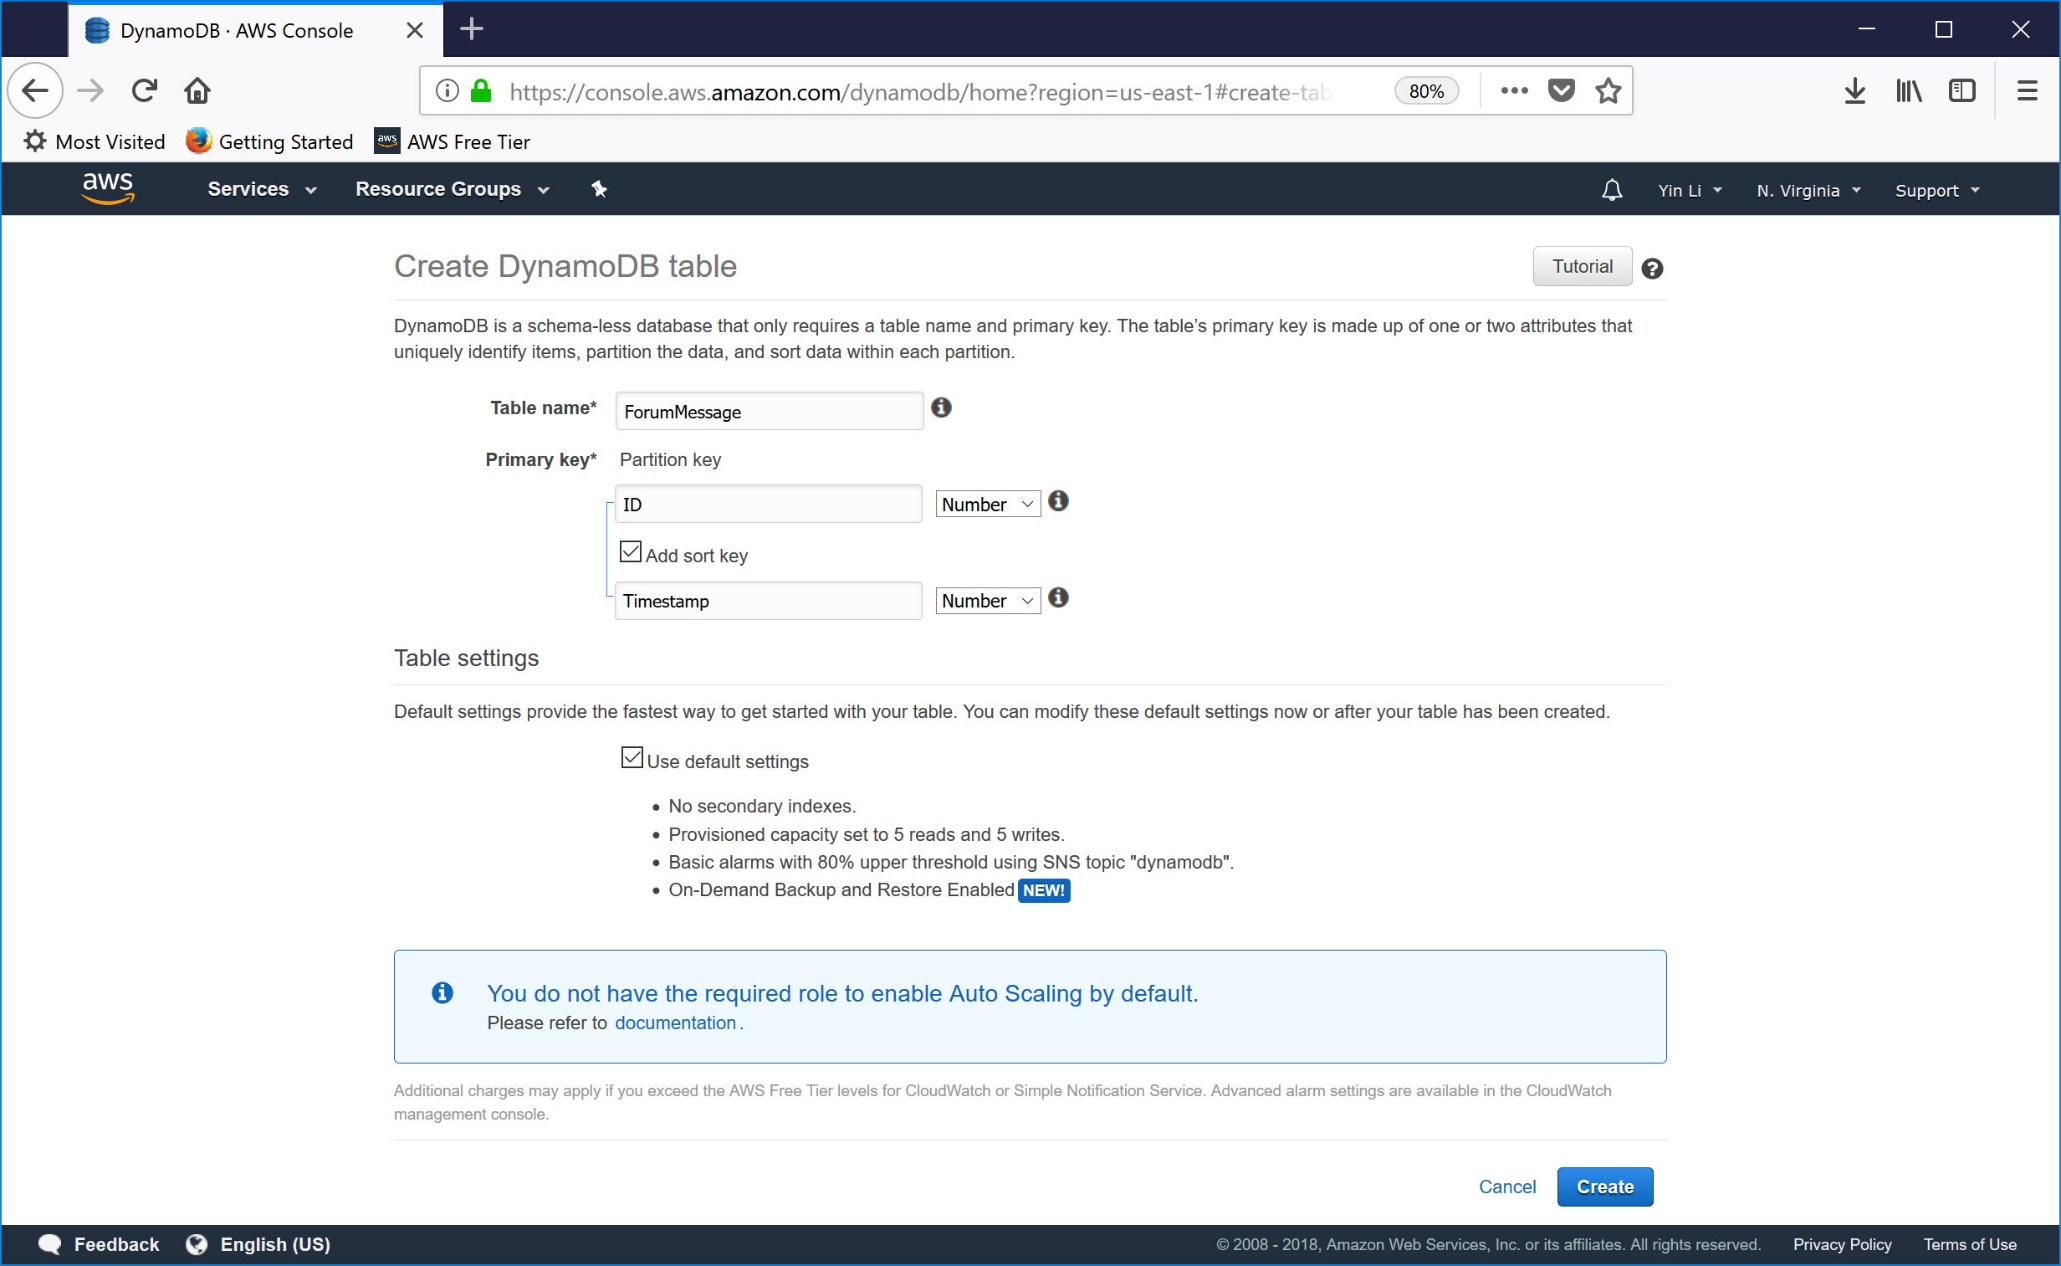 DynamoDB · AWS Console
https://console.aws.amazon.com/dynamodb/home?region=us-east-1#create-tab
80%
Most Visited
Getting Started
aws
AWS Free Tier
aws
Services
Resource Groups
Yin Li
N. Virginia
Support
Create DynamoDB table
Tutorial
DynamoDB is a schema-less database that only requires a table name and primary key. The table’s primary key is made up of one or two attributes that
uniquely identify items, partition the data, and sort data within each partition.
Table name*
ForumMessage
Primary key*
Partition key
ID
Number
Add sort key
Timestamp
Number
Table settings
Default settings provide the fastest way to get started with your table. You can modify these default settings now or after your table has been created.
Use default settings
• No secondary indexes.
• Provisioned capacity set to 5 reads and 5 writes.
• Basic alarms with 80% upper threshold using SNS topic "dynamodb".
• On-Demand Backup and Restore Enabled NEW!
You do not have the required role to enable Auto Scaling by default.
Please refer to documentation.
Additional charges may apply if you exceed the AWS Free Tier levels for CloudWatch or Simple Notification Service. Advanced alarm settings are available in the CloudWatch
management console.
Cancel
Create
Feedback
English (US)
© 2008 - 2018, Amazon Web Services, Inc. or its affiliates. All rights reserved.
Privacy Policy
Terms of Use